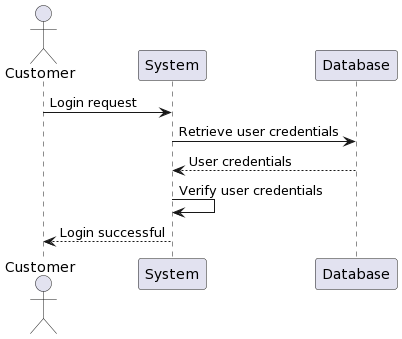 Customer
System
Database
Login request
Retrieve user credentials
User credentials
Verify user credentials
Login successful
Customer
System
Database